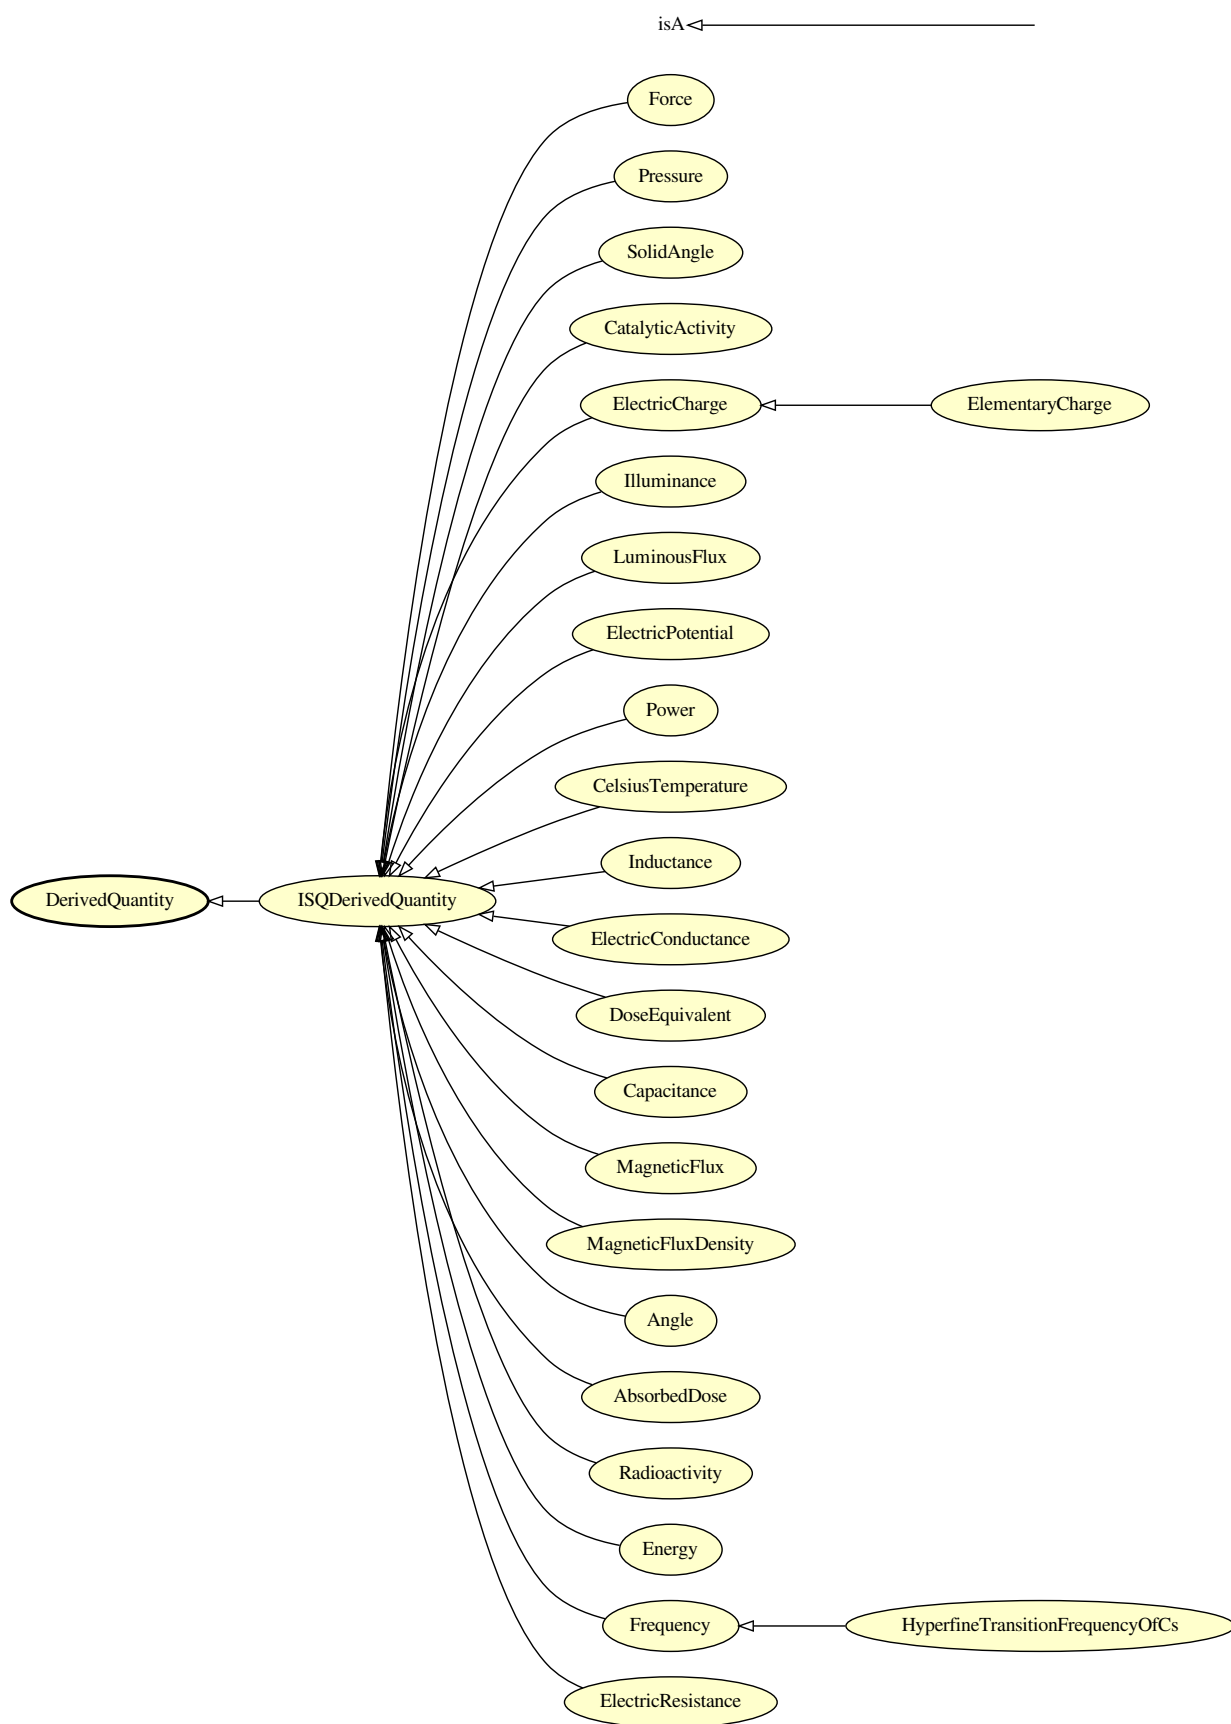 isA
Force
Pressure
SolidAngle
CatalyticActivity
ElectricCharge
ElementaryCharge
Illuminance
LuminousFlux
ElectricPotential
Power
CelsiusTemperature
Inductance
DerivedQuantity
ISQDerivedQuantity
ElectricConductance
DoseEquivalent
Capacitance
MagneticFlux
MagneticFluxDensity
Angle
AbsorbedDose
Radioactivity
Energy
Frequency
HyperfineTransitionFrequencyOfCs
ElectricResistance